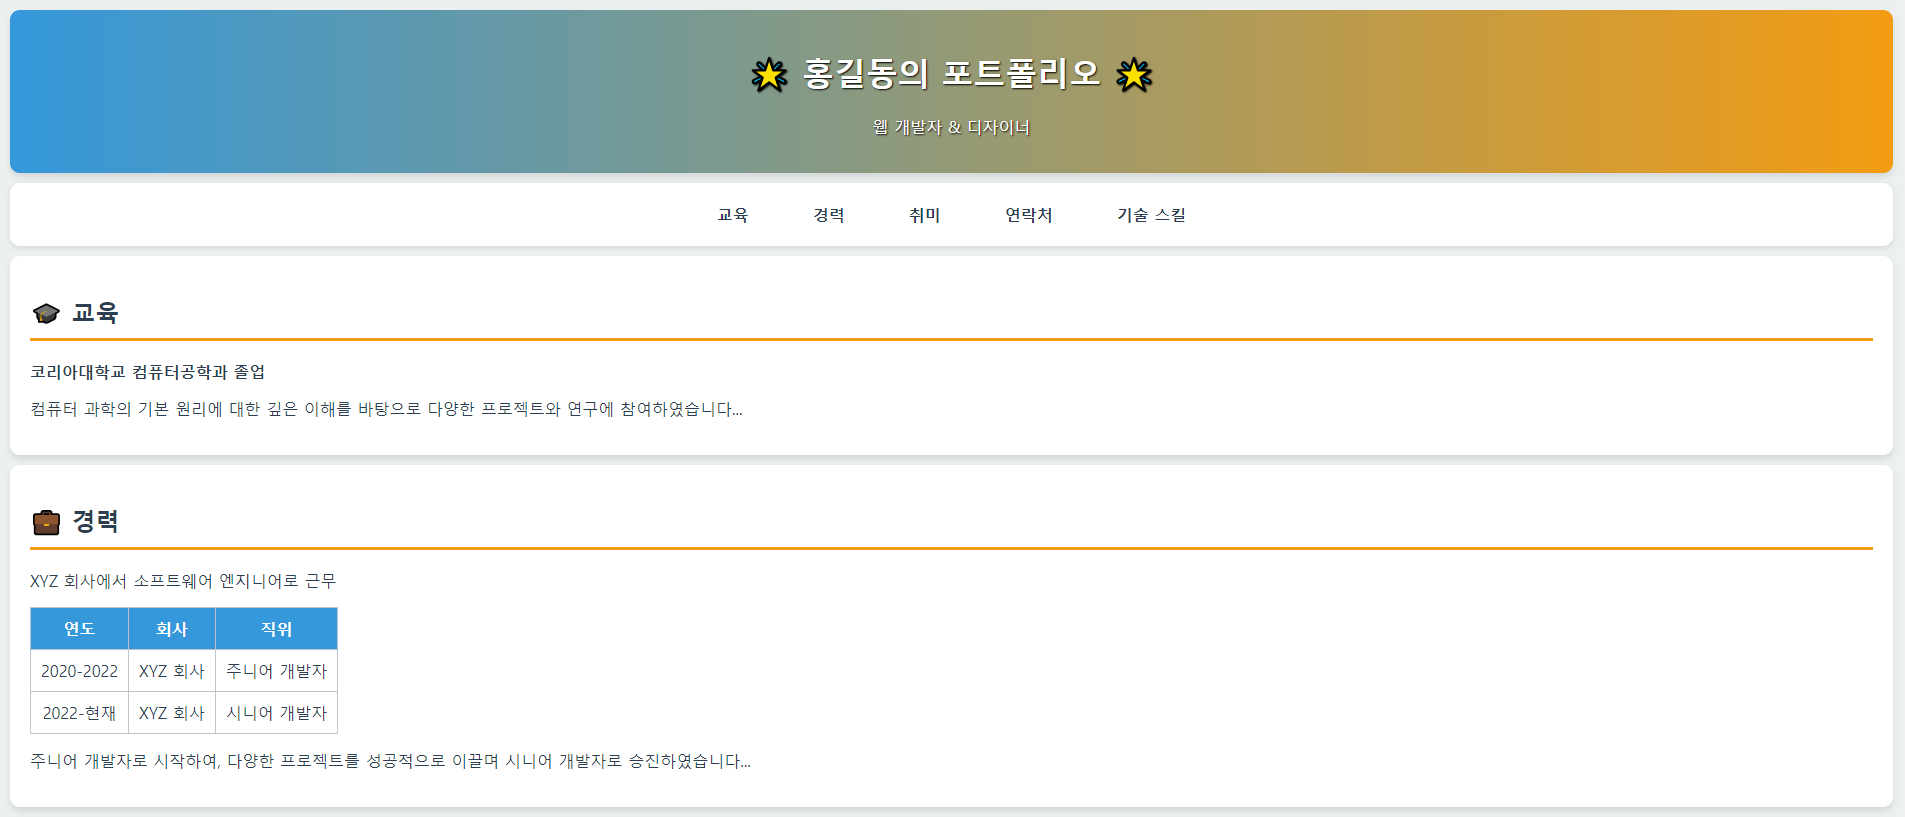 🌟 홍길동의 포트폴리오 🌟
웹 개발자 & 디자이너
교육 경력 취미 연락처 기술 스킬
🎓 교육
코리아대학교 컴퓨터공학과 졸업
컴퓨터 과학의 기본 원리에 대한 깊은 이해를 바탕으로 다양한 프로젝트와 연구에 참여하였습니다...
💼 경력
XYZ 회사에서 소프트웨어 엔지니어로 근무
연도 회사 직위
2020-2022 XYZ 회사 주니어 개발자
2022-현재 XYZ 회사 시니어 개발자
주니어 개발자로 시작하여, 다양한 프로젝트를 성공적으로 이끌며 시니어 개발자로 승진하였습니다...